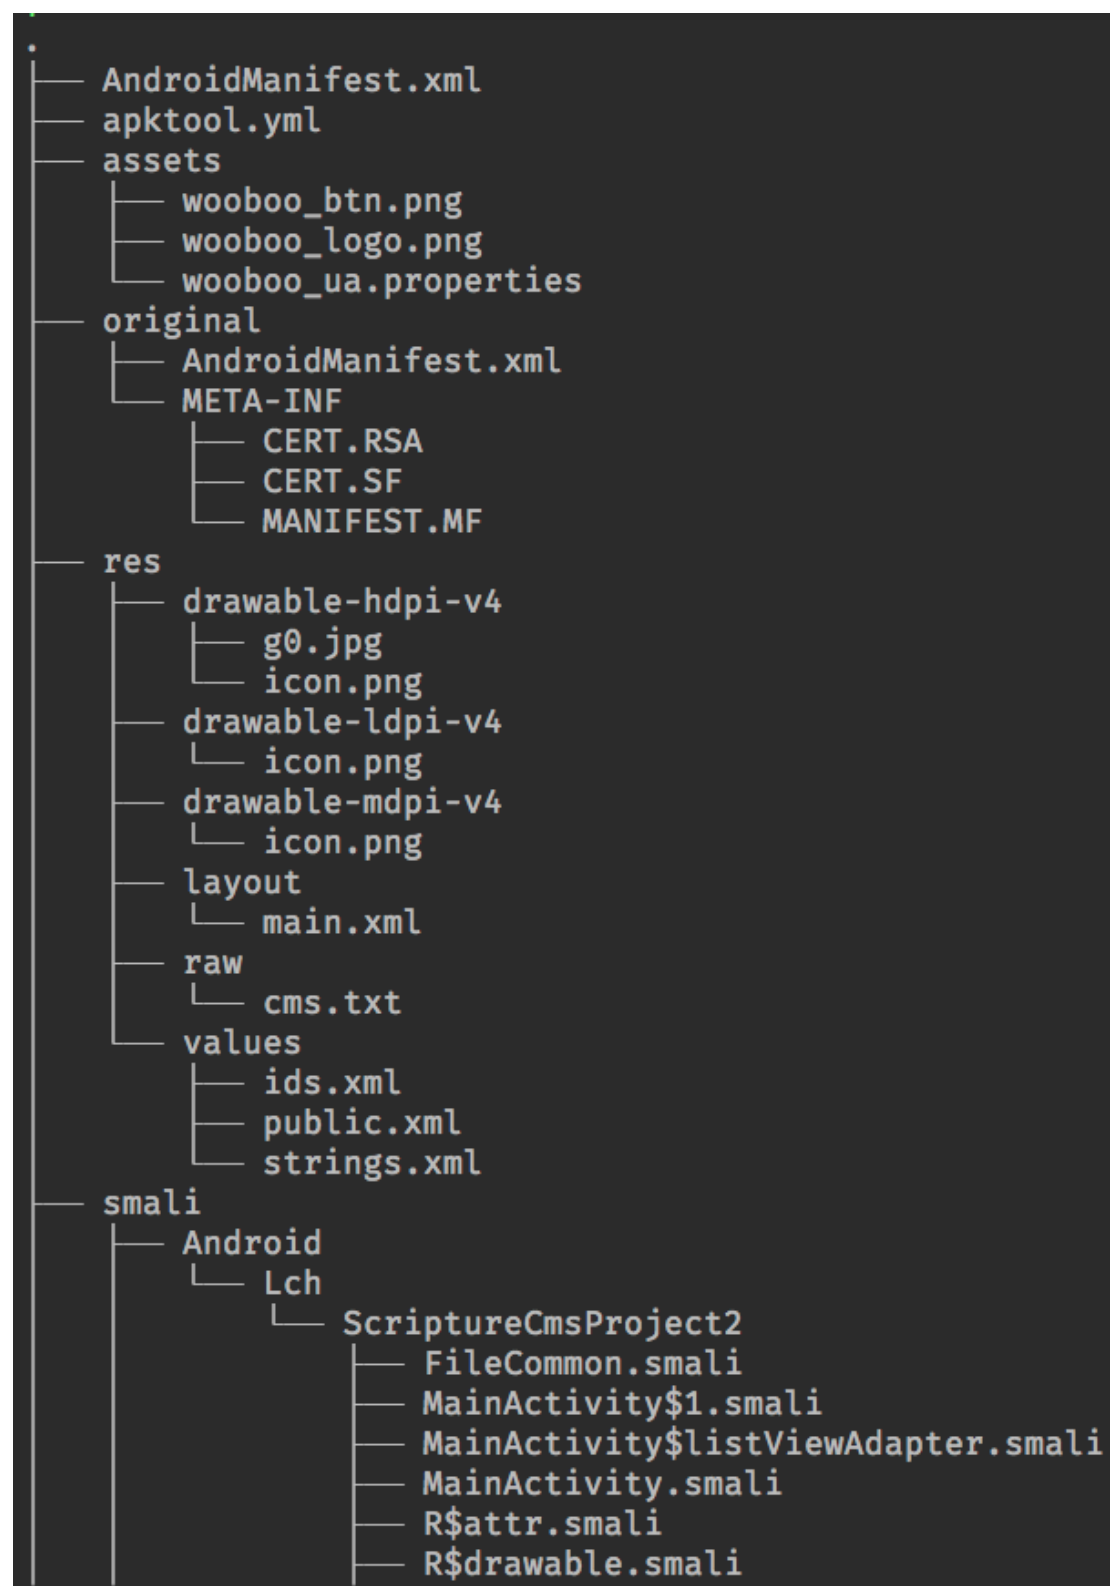 .
├── AndroidManifest.xml
├── apktool.yml
├── assets
│   ├── wooboo_btn.png
│   ├── wooboo_logo.png
│   └── wooboo_ua.properties
├── original
│   ├── AndroidManifest.xml
│   └── META-INF
│       ├── CERT.RSA
│       ├── CERT.SF
│       └── MANIFEST.MF
├── res
│   ├── drawable-hdpi-v4
│   │   ├── g0.jpg
│   │   └── icon.png
│   ├── drawable-ldpi-v4
│   │   └── icon.png
│   ├── drawable-mdpi-v4
│   │   └── icon.png
│   ├── layout
│   │   └── main.xml
│   ├── raw
│   │   └── cms.txt
│   └── values
│       ├── ids.xml
│       ├── public.xml
│       └── strings.xml
├── smali
│   ├── Android
│   │   └── Lch
│   │       └── ScriptureCmsProject2
│   │           ├── FileCommon.smali
│   │           ├── MainActivity$1.smali
│   │           ├── MainActivity$listViewAdapter.smali
│   │           ├── MainActivity.smali
│   │           ├── R$attr.smali
│   │           ├── R$drawable.smali